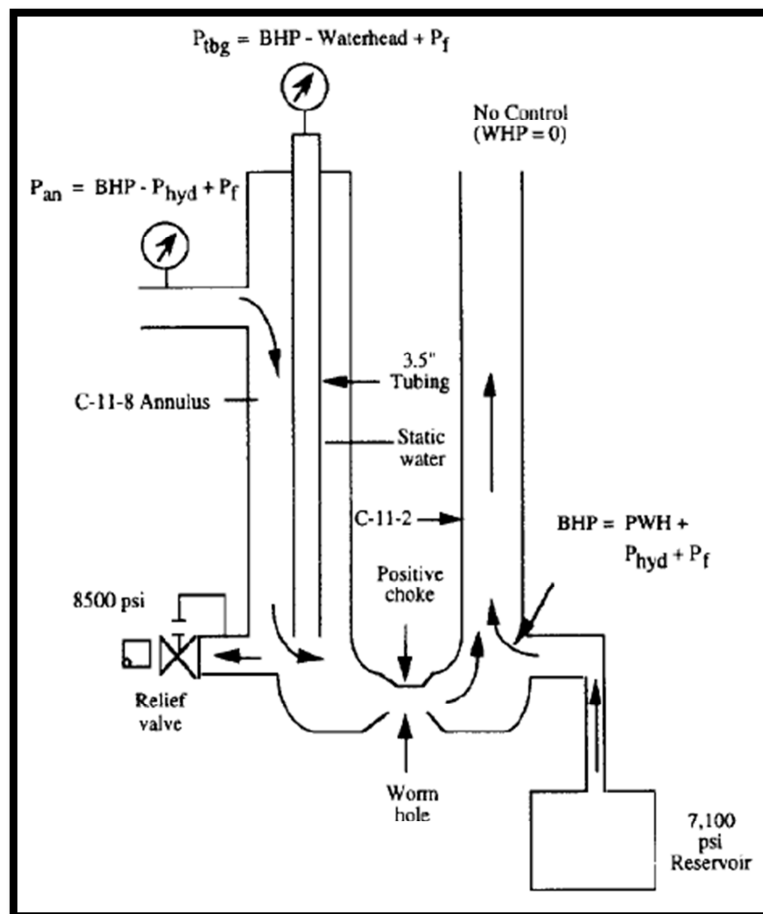 P_tbg = BHP - Waterhead + P_f
No Control
(WHP = 0)
P_an = BHP - P_hyd + P_f
3.5"
Tubing
C-11-8 Annulus
Static
water
C-11-2
BHP = PWH +
P_hyd + P_f
Positive
choke
8500 psi
Relief
valve
Worm
hole
7,100
psi
Reservoir